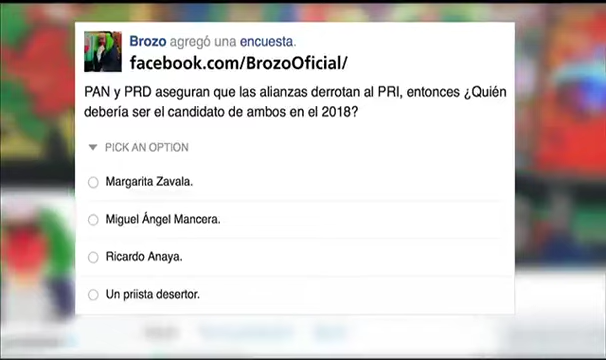 Brozo agregó una encuesta.
facebook.com/BrozoOficial/
PAN y PRD aseguran que las alianzas derrotan al PRI, entonces ¿Quién
debería ser el candidato de ambos en el 2018?
PICK AN OPTION
Margarita Zavala.
Miguel Ángel Mancera.
Ricardo Anaya.
Un priista desertor.